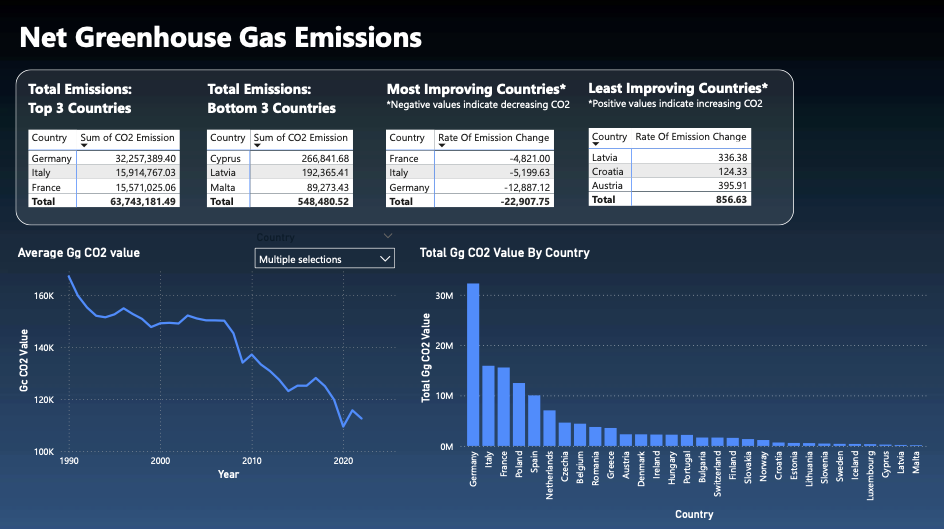 Net Greenhouse Gas Emissions
Total Emissions:
Top 3 Countries
Country Sum of CO2 Emission
Germany 32,257,389.40
Italy 15,914,767.03
France 15,571,025.06
Total 63,743,181.49
Total Emissions:
Bottom 3 Countries
Country Sum of CO2 Emission
Cyprus 266,841.68
Latvia 192,365.41
Malta 89,273.43
Total 548,480.52
Most Improving Countries*
*Negative values indicate decreasing CO2
Country Rate Of Emission Change
France -4,821.00
Italy -5,199.63
Germany -12,887.12
Total -22,907.75
Least Improving Countries*
*Positive values indicate increasing CO2
Country Rate Of Emission Change
Latvia 336.38
Croatia 124.33
Austria 395.91
Total 856.63
Average Gg CO2 value
Country
Multiple selections
Gc CO2 Value
160K
140K
120K
100K
1990 2000 2010 2020
Year
Total Gg CO2 Value By Country
Total Gg CO2 Value
30M
20M
10M
0M
Germany
Italy
France
Poland
Spain
Netherlands
Czechia
Belgium
Romania
Greece
Austria
Denmark
Ireland
Hungary
Portugal
Bulgaria
Switzerland
Finland
Slovakia
Norway
Croatia
Estonia
Lithuania
Slovenia
Sweden
Iceland
Luxembourg
Cyprus
Latvia
Malta
Country